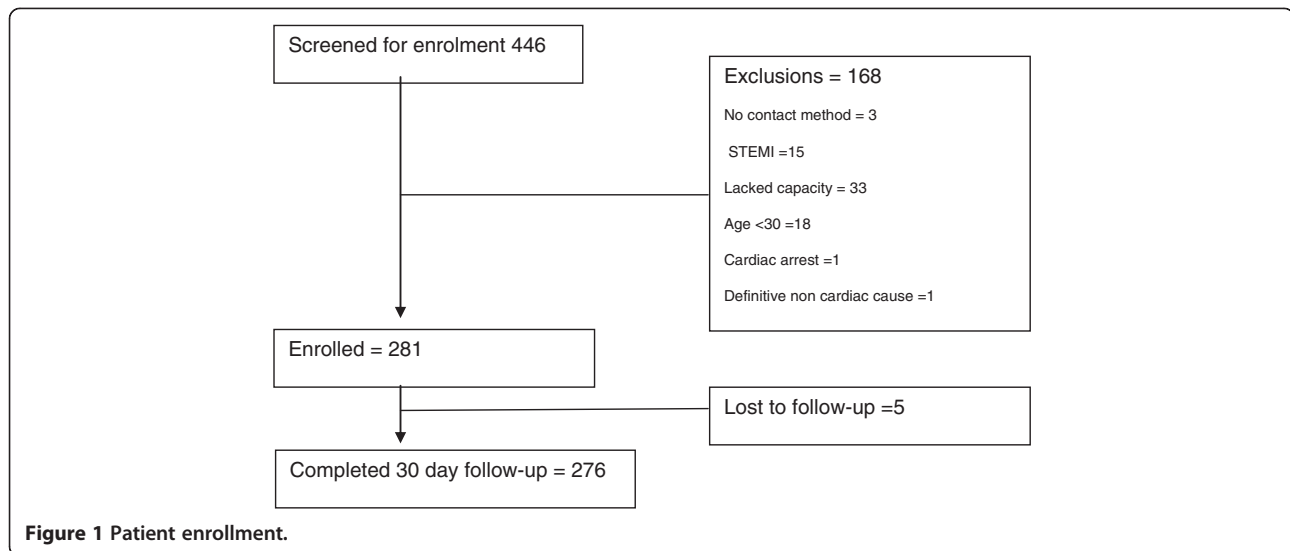 Screened for enrolment 446
Exclusions = 168
No contact method = 3
STEMI =15
Lacked capacity = 33
Age <30 =18
Cardiac arrest =1
Definitive non cardiac cause =1
Enrolled = 281
Lost to follow-up =5
Completed 30 day follow-up = 276
Figure 1 Patient enrollment.